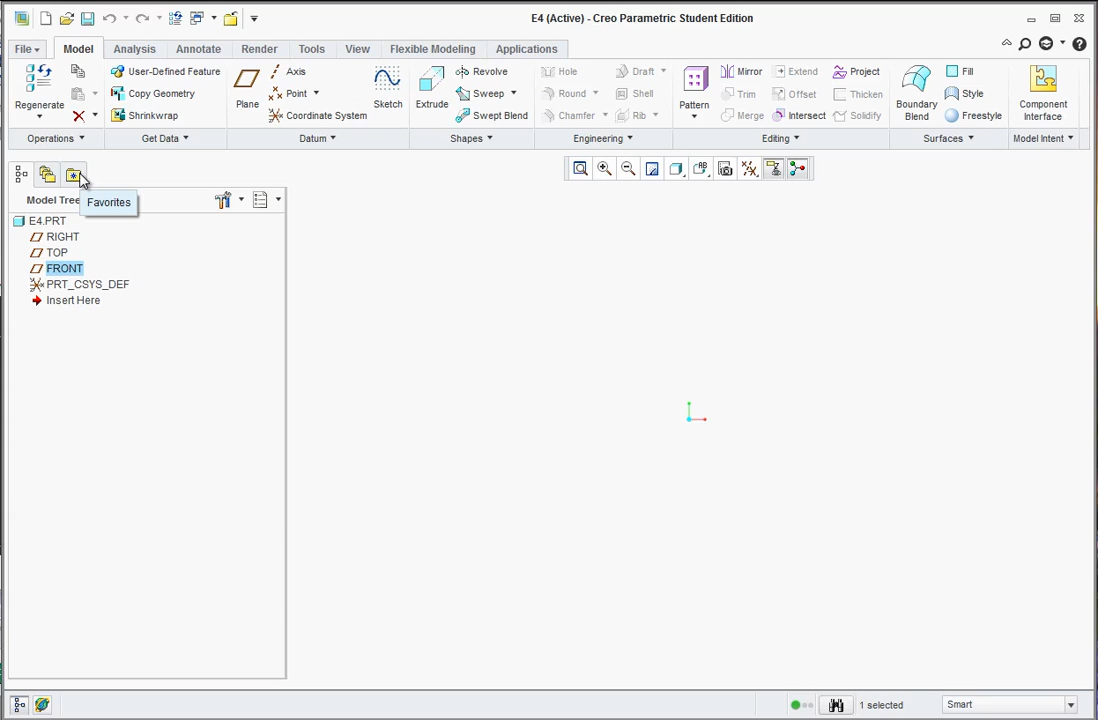 E4 (Active) - Creo Parametric Student Edition
File Model Analysis Annotate Render Tools View Flexible Modeling Applications
Regenerate
Operations
User-Defined Feature
Copy Geometry
Shrinkwrap
Get Data
Plane
Axis
Point
Coordinate System
Sketch
Datum
Extrude
Revolve
Sweep
Swept Blend
Shapes
Hole Draft
Round Shell
Chamfer Rib
Engineering
Pattern
Mirror Extend Project
Trim Offset Thicken
Merge Intersect Solidify
Editing
Boundary
Blend
Fill
Style
Freestyle
Surfaces
Component
Interface
Model Intent
Favorites
Model Tree
E4.PRT
RIGHT
TOP
FRONT
PRT_CSYS_DEF
Insert Here
1 selected
Smart